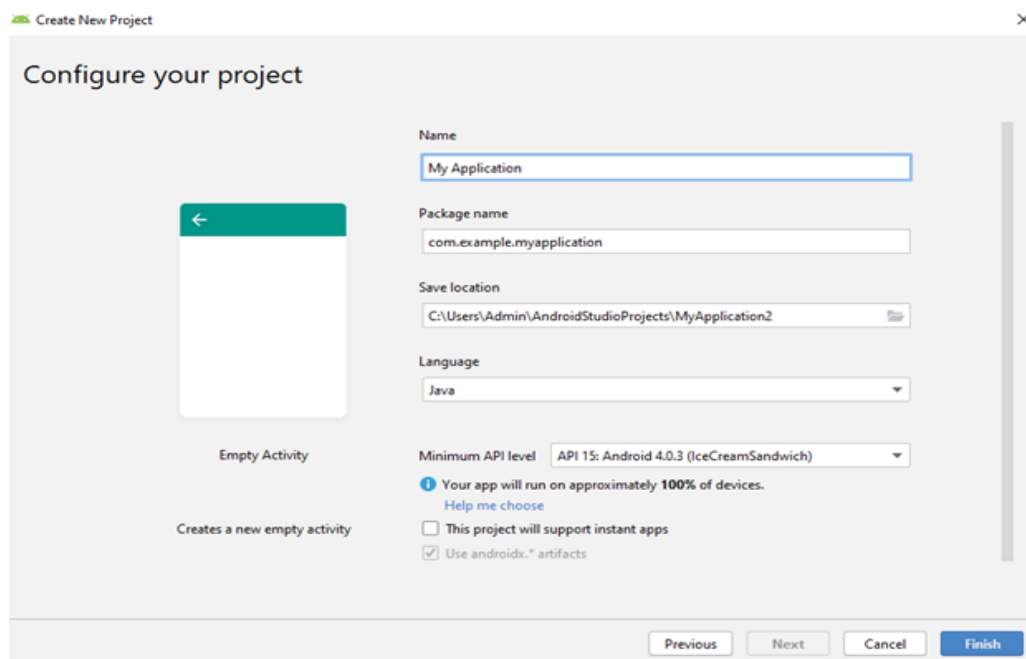 Create New Project
Configure your project
Name
My Application
Package name
com.example.myapplication
Save location
C:\Users\Admin\AndroidStudioProjects\MyApplication2
Language
Java
Empty Activity
Minimum API level API 15: Android 4.0.3 (IceCreamSandwich)
Your app will run on approximately 100% of devices.
Help me choose
Creates a new empty activity
This project will support instant apps
Use androidx.* artifacts
Previous Next Cancel Finish